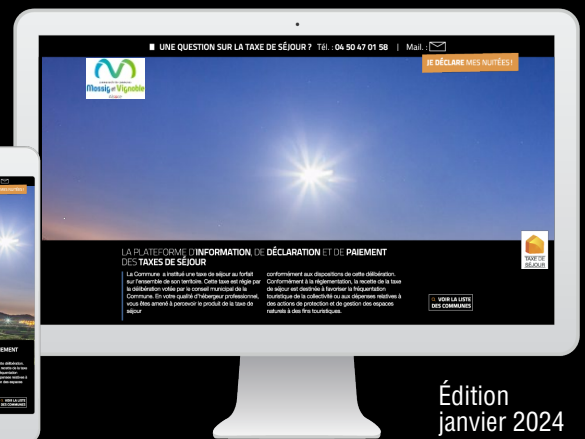 UNE QUESTION SUR LA TAXE DE SÉJOUR ? Tél. : 04 50 47 01 58 | Mail. :
JE DÉCLARE MES NUITÉES !
Mossig et Vignoble
LA PLATEFORME D'INFORMATION, DE DÉCLARATION ET DE PAIEMENT
DES TAXES DE SÉJOUR
La Commune a institué une taxe de séjour au forfait
sur l'ensemble de son territoire. Cette taxe est régie par
la délibération votée par le conseil municipal de la
Commune. En votre qualité d'hébergeur professionnel,
vous êtes amené à percevoir le produit de la taxe de
séjour
conformément aux dispositions de cette délibération.
Conformément à la réglementation, la recette de la taxe
de séjour est destinée à favoriser la fréquentation
touristique de la collectivité ou aux dépenses relatives à
des actions de protection et de gestion des espaces
naturels à des fins touristiques.
TAXE DE
SÉJOUR
VOIR LA LISTE
DES COMMUNES
Édition
janvier 2024